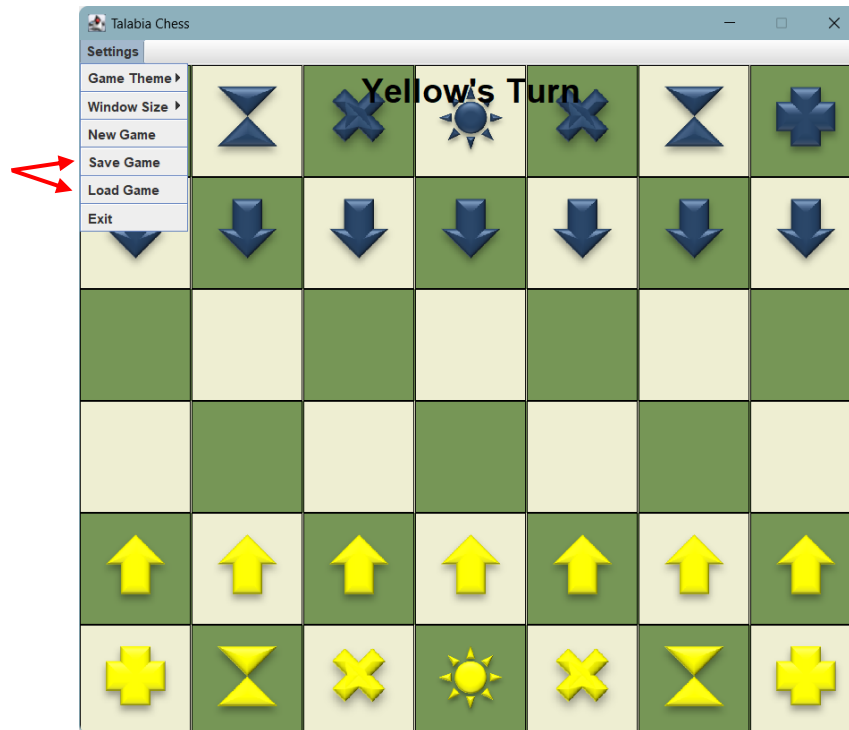 Talabia Chess
Settings
Game Theme
Window Size
New Game
Save Game
Load Game
Exit
Yellow's Turn